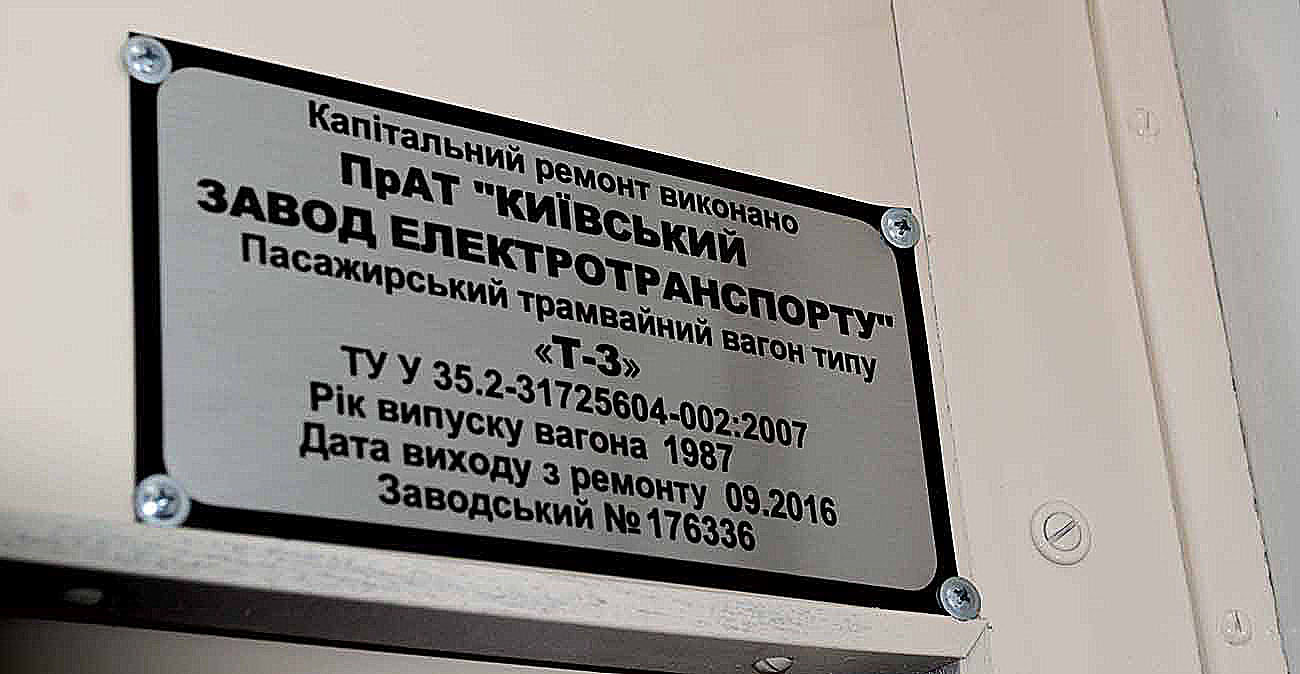 Капітальний ремонт виконано
ПрАТ "КИЇВСЬКИЙ
ЗАВОД ЕЛЕКТРОТРАНСПОРТУ"
Пасажирський трамвайний вагон типу
«Т-3»
ТУ У 35.2-31725604-002:2007
Рік випуску вагона 1987
Дата виходу з ремонту 09.2016
Заводський №176336